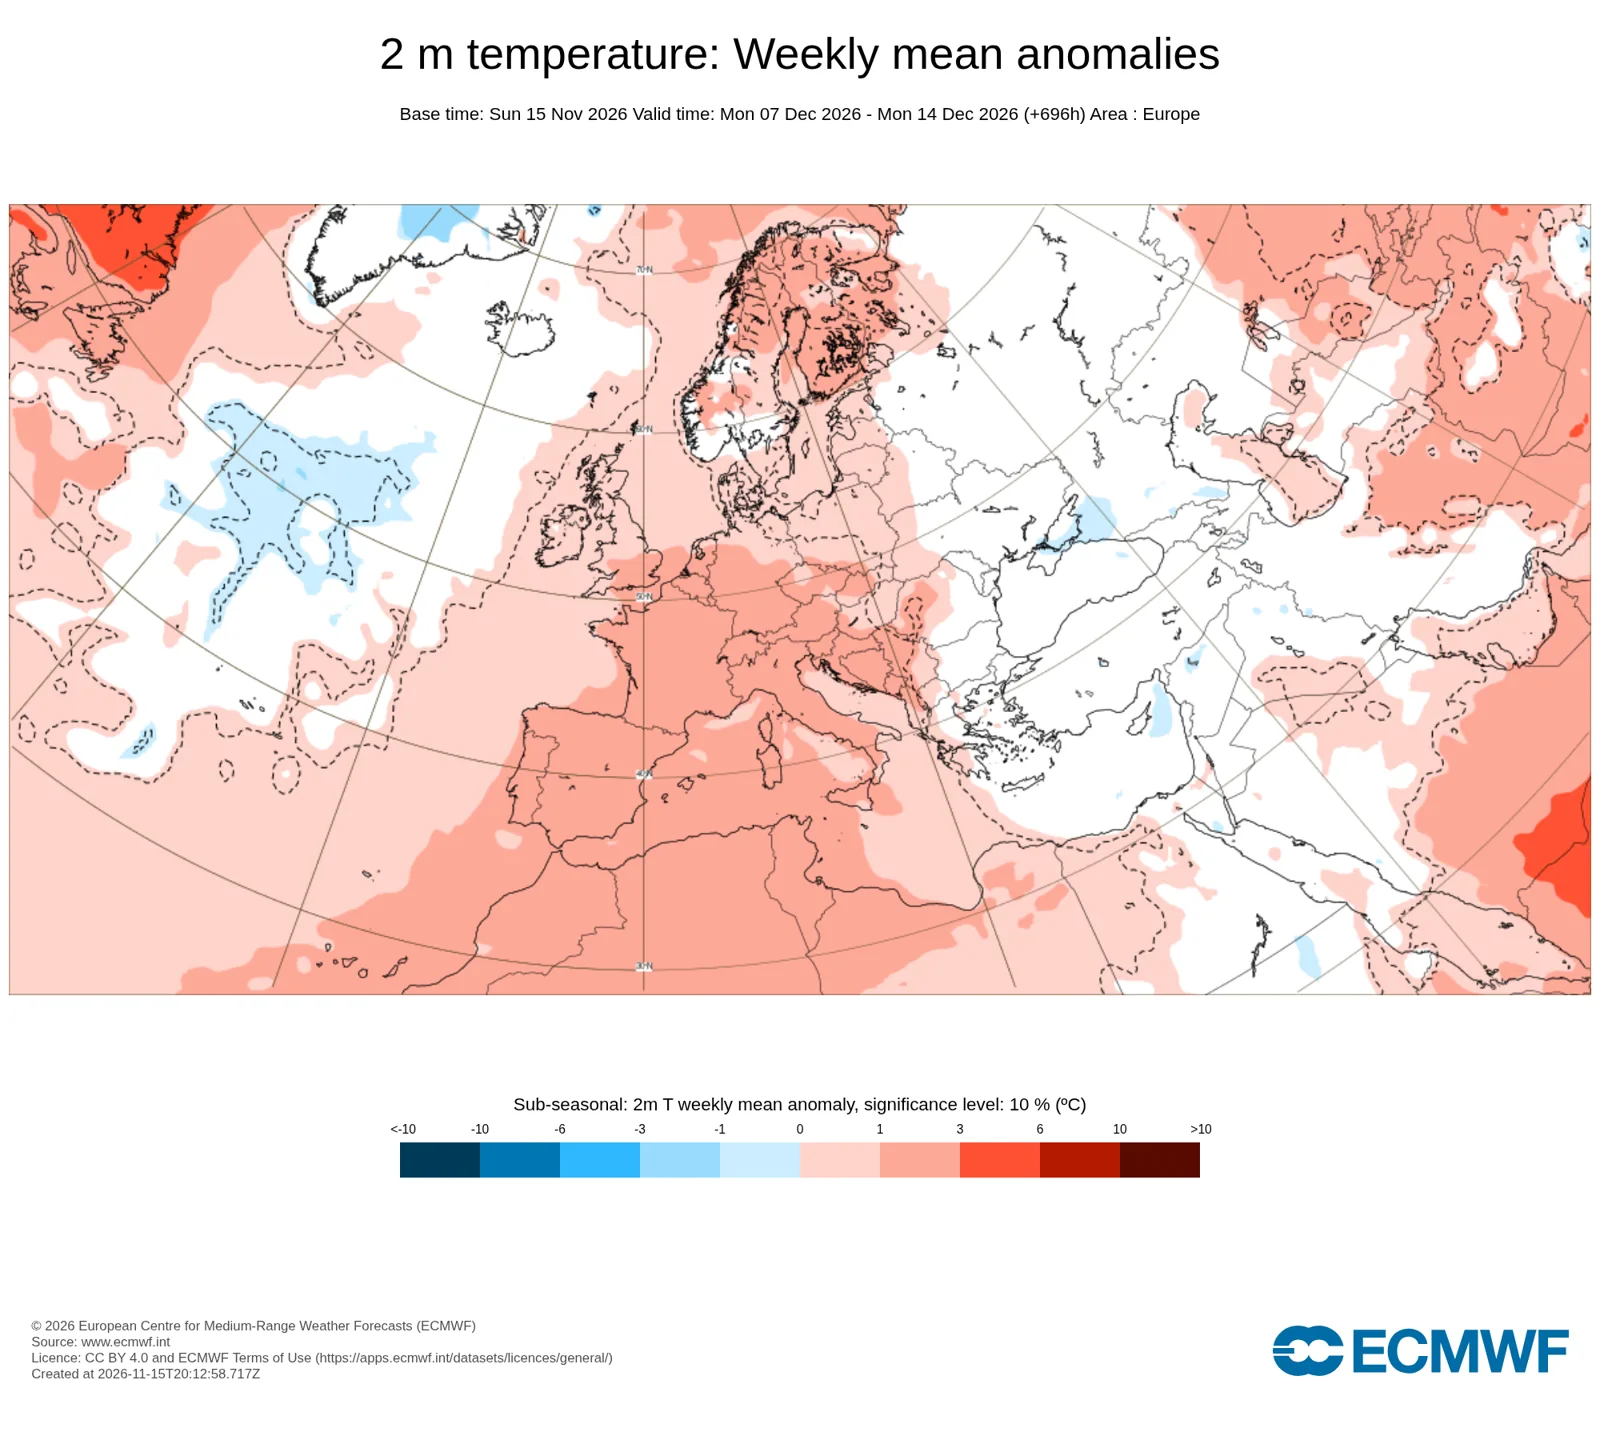 2 m temperature: Weekly mean anomalies
Base time: Sun 15 Nov 2026 Valid time: Mon 07 Dec 2026 - Mon 14 Dec 2026 (+696h) Area : Europe
70°N
60°N
50°N
40°N
30°N
Sub-seasonal: 2m T weekly mean anomaly, significance level: 10 % (ºC)
<-10 -10 -6 -3 -1 0 1 3 6 10 >10
© 2026 European Centre for Medium-Range Weather Forecasts (ECMWF)
Source: www.ecmwf.int
Licence: CC BY 4.0 and ECMWF Terms of Use (https://apps.ecmwf.int/datasets/licences/general/)
Created at 2026-11-15T20:12:58.717Z
ECMWF